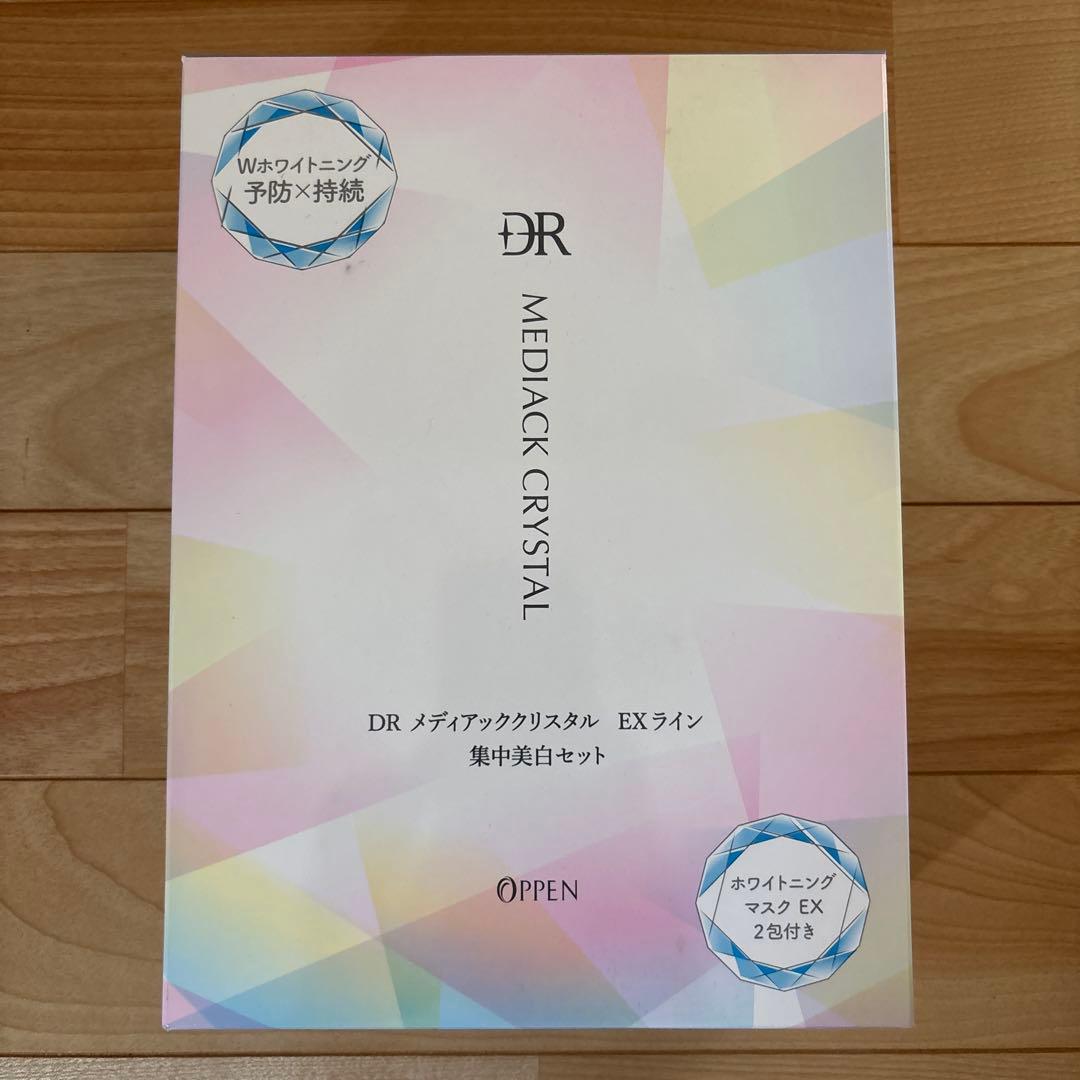 Wホワイトニング
予防×持続
DR
MEDIACK CRYSTAL
DR メディアッククリスタル EXライン
集中美白セット
OPPEN
ホワイトニング
マスク EX
2包付き